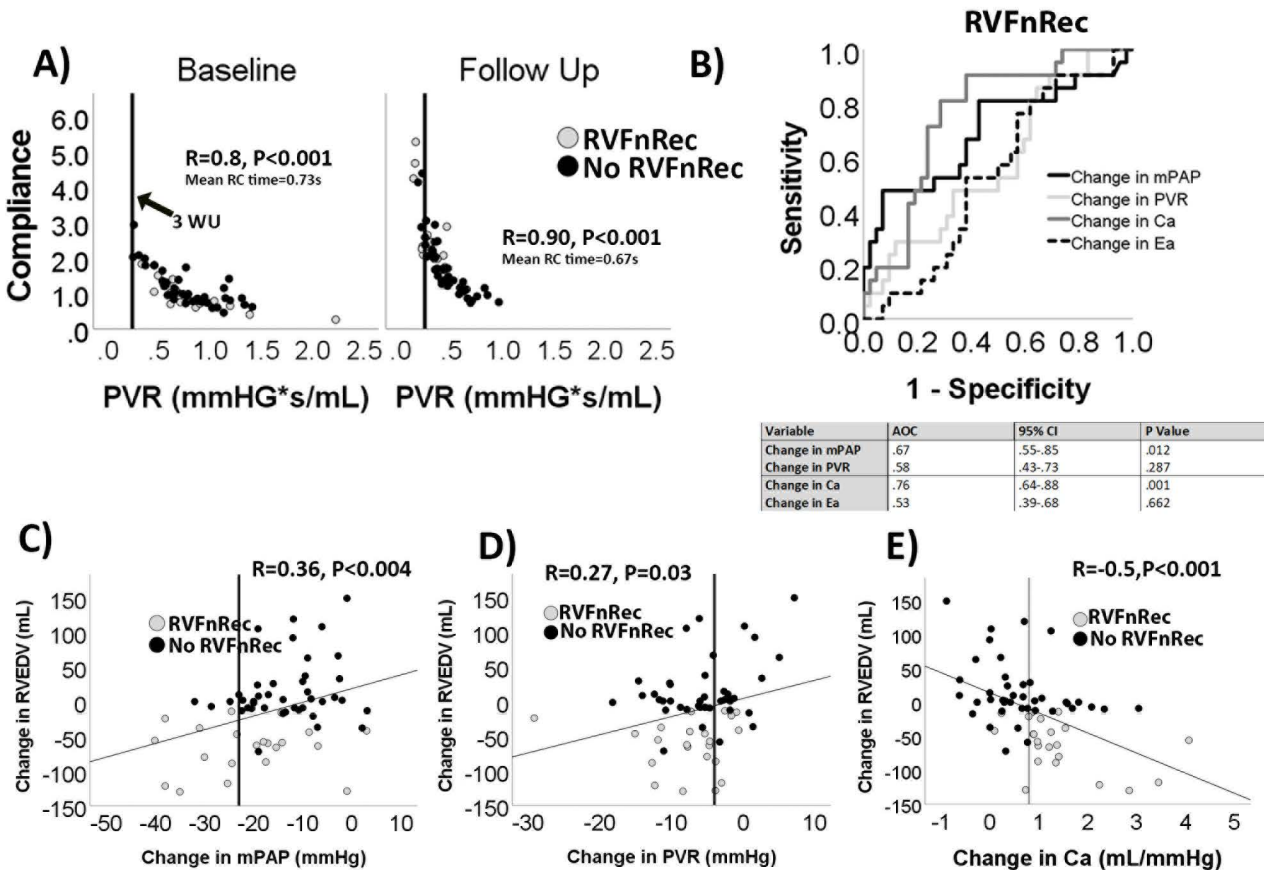 A)
Baseline
Follow Up
Compliance
6.0
5.0
4.0
3.0
2.0
1.0
.0
R=0.8, P<0.001
Mean RC time=0.73s
3 WU
RVFnRec
No RVFnRec
R=0.90, P<0.001
Mean RC time=0.67s
.0 .5 1.0 1.5 2.0 2.5
.0 .5 1.0 1.5 2.0 2.5
PVR (mmHG*s/mL)
PVR (mmHG*s/mL)
B)
RVFnRec
Sensitivity
1.0
0.8
0.6
0.4
0.2
0.0
Change in mPAP
Change in PVR
Change in Ca
Change in Ea
0.0 0.2 0.4 0.6 0.8 1.0
1 - Specificity
Variable AOC 95% CI P Value
Change in mPAP .67 .55-.85 .012
Change in PVR .58 .43-.73 .287
Change in Ca .76 .64-.88 .001
Change in Ea .53 .39-.68 .662
C)
R=0.36, P<0.004
RVFnRec
No RVFnRec
Change in RVEDV (mL)
150
100
50
0
-50
-100
-150
-50 -40 -30 -20 -10 0 10
Change in mPAP (mmHg)
D)
R=0.27, P=0.03
RVFnRec
No RVFnRec
Change in RVEDV (mL)
150
100
50
0
-50
-100
-150
-30 -20 -10 0 10
Change in PVR (mmHg)
E)
R=-0.5,P<0.001
RVFnRec
No RVFnRec
Change in RVEDV (mL)
150
100
50
0
-50
-100
-150
-1 0 1 2 3 4 5
Change in Ca (mL/mmHg)